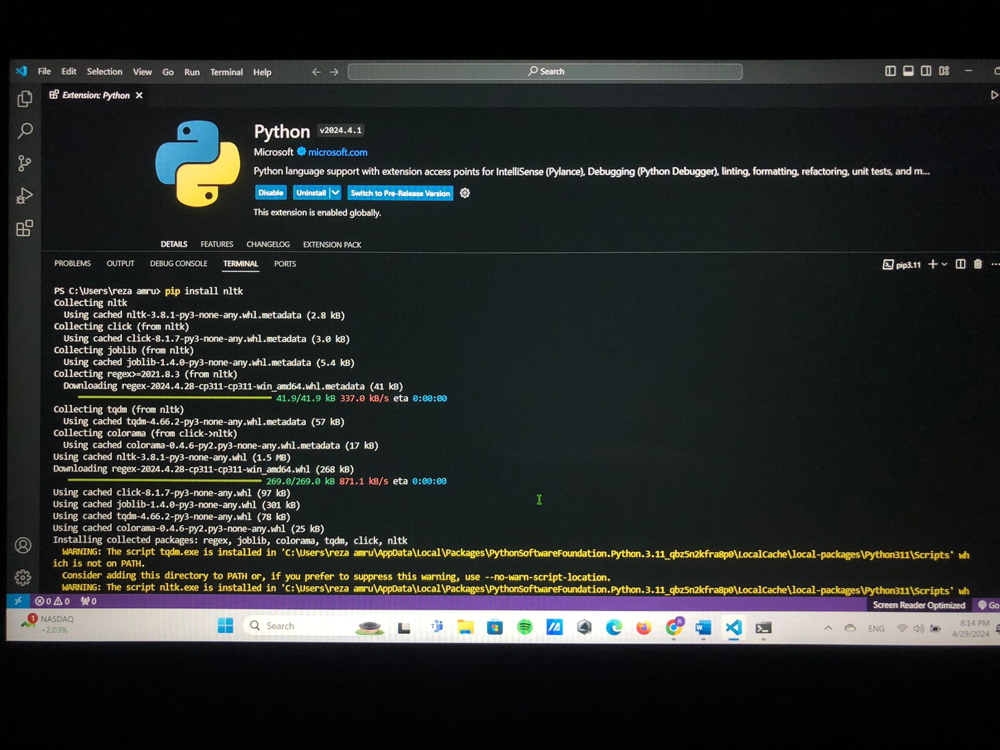 File Edit Selection View Go Run Terminal Help Search
Extension: Python
Python v2024.4.1
Microsoft microsoft.com
Python language support with extension access points for IntelliSense (Pylance), Debugging (Python Debugger), linting, formatting, refactoring, unit tests, and m...
Disable Uninstall Switch to Pre-Release Version
This extension is enabled globally.
DETAILS FEATURES CHANGELOG EXTENSION PACK
PROBLEMS OUTPUT DEBUG CONSOLE TERMINAL PORTS pip3.11
PS C:\Users\reza amru> pip install nltk
Collecting nltk
Using cached nltk-3.8.1-py3-none-any.whl.metadata (2.8 kB)
Collecting click (from nltk)
Using cached click-8.1.7-py3-none-any.whl.metadata (3.0 kB)
Collecting joblib (from nltk)
Using cached joblib-1.4.0-py3-none-any.whl.metadata (5.4 kB)
Collecting regex>=2021.8.3 (from nltk)
Downloading regex-2024.4.28-cp311-cp311-win_amd64.whl.metadata (41 kB)
41.9/41.9 kB 337.0 kB/s eta 0:00:00
Collecting tqdm (from nltk)
Using cached tqdm-4.66.2-py3-none-any.whl.metadata (57 kB)
Collecting colorama (from click->nltk)
Using cached colorama-0.4.6-py2.py3-none-any.whl.metadata (17 kB)
Using cached nltk-3.8.1-py3-none-any.whl (1.5 MB)
Downloading regex-2024.4.28-cp311-cp311-win_amd64.whl (268 kB)
269.0/269.0 kB 871.1 kB/s eta 0:00:00
Using cached click-8.1.7-py3-none-any.whl (97 kB)
Using cached joblib-1.4.0-py3-none-any.whl (301 kB)
Using cached tqdm-4.66.2-py3-none-any.whl (78 kB)
Using cached colorama-0.4.6-py2.py3-none-any.whl (25 kB)
Installing collected packages: regex, joblib, colorama, tqdm, click, nltk
WARNING: The script tqdm.exe is installed in 'C:\Users\reza amru\AppData\Local\Packages\PythonSoftwareFoundation.Python.3.11_qbz5n2kfra8p0\LocalCache\local-packages\Python311\Scripts' wh
ich is not on PATH.
Consider adding this directory to PATH or, if you prefer to suppress this warning, use --no-warn-script-location.
WARNING: The script nltk.exe is installed in 'C:\Users\reza amru\AppData\Local\Packages\PythonSoftwareFoundation.Python.3.11_qbz5n2kfra8p0\LocalCache\local-packages\Python311\Scripts' wh
0 0 0 Screen Reader Optimized Go
1 NASDAQ
+2.03%
Search R W ENG 8:14 PM
4/29/2024